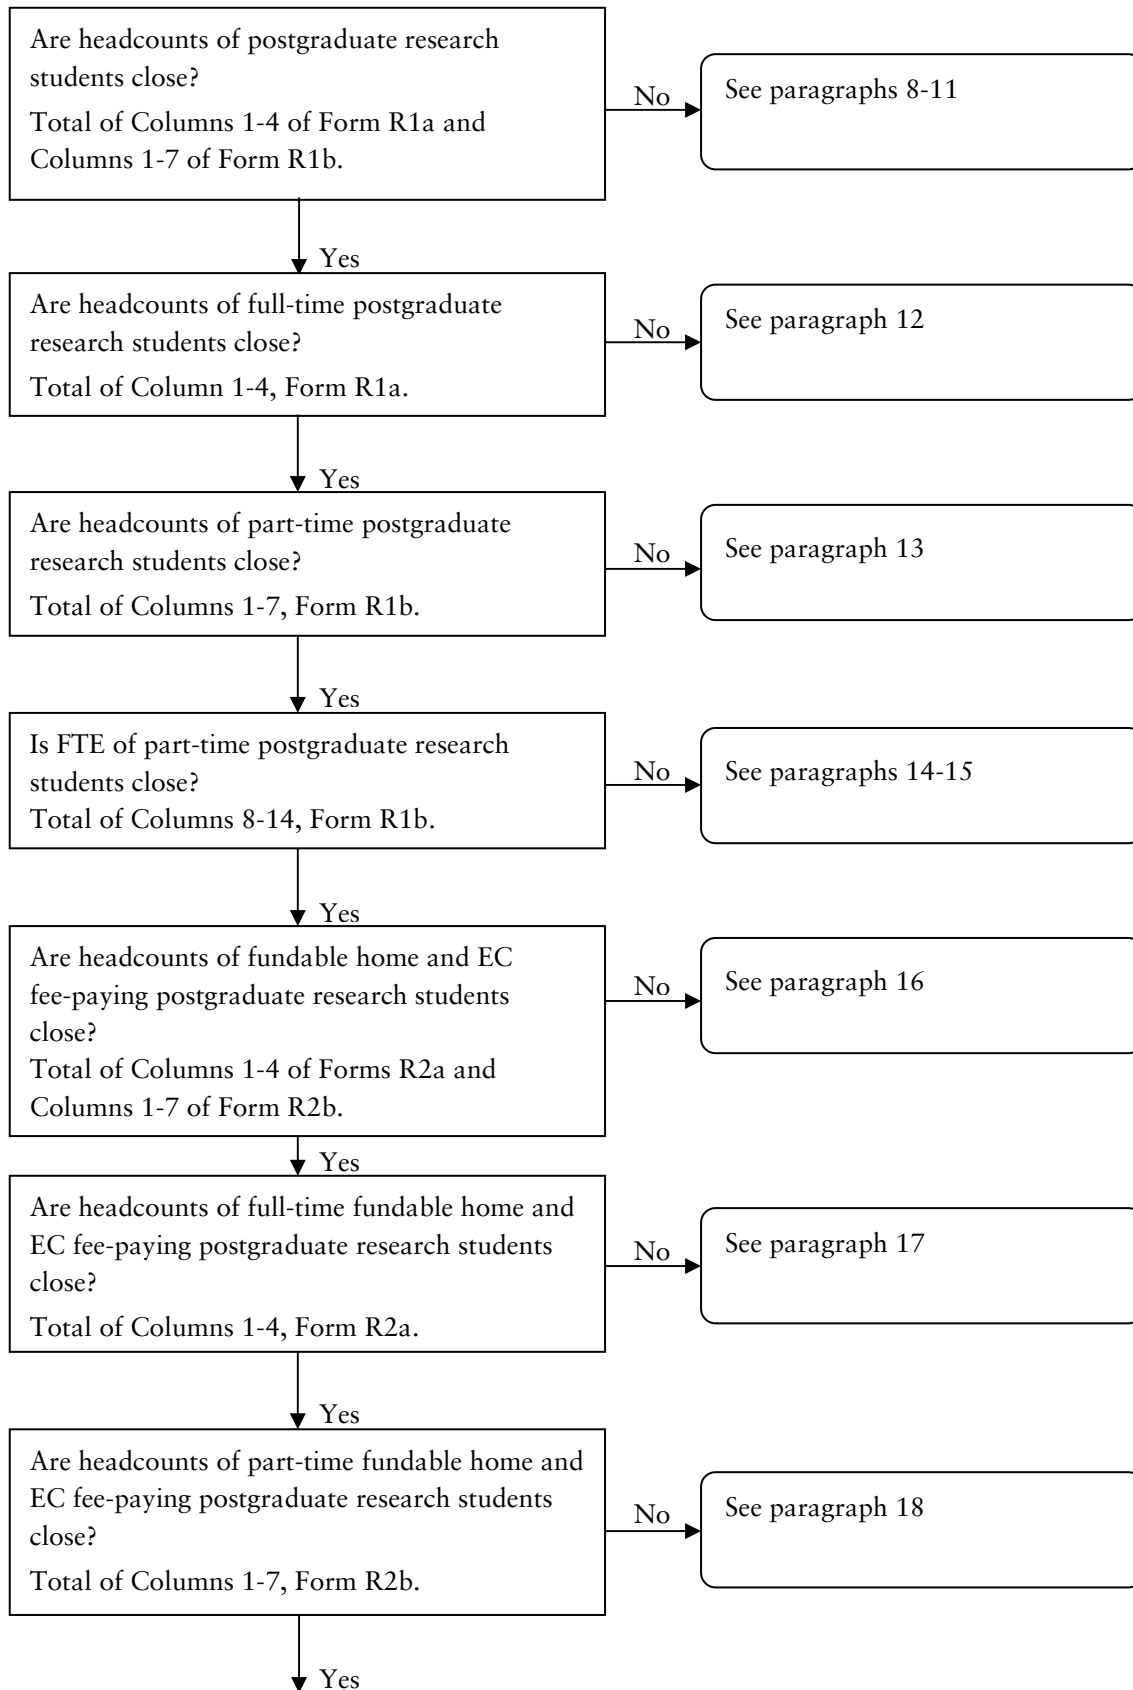 Are headcounts of postgraduate research
students close?
Total of Columns 1-4 of Form R1a and
Columns 1-7 of Form R1b.
No
See paragraphs 8-11
Yes
Are headcounts of full-time postgraduate
research students close?
Total of Column 1-4, Form R1a.
No
See paragraph 12
Yes
Are headcounts of part-time postgraduate
research students close?
Total of Columns 1-7, Form R1b.
No
See paragraph 13
Yes
Is FTE of part-time postgraduate research
students close?
Total of Columns 8-14, Form R1b.
No
See paragraphs 14-15
Yes
Are headcounts of fundable home and EC
fee-paying postgraduate research students
close?
Total of Columns 1-4 of Forms R2a and
Columns 1-7 of Form R2b.
No
See paragraph 16
Yes
Are headcounts of full-time fundable home and
EC fee-paying postgraduate research students
close?
Total of Columns 1-4, Form R2a.
No
See paragraph 17
Yes
Are headcounts of part-time fundable home and
EC fee-paying postgraduate research students
close?
Total of Columns 1-7, Form R2b.
No
See paragraph 18
Yes